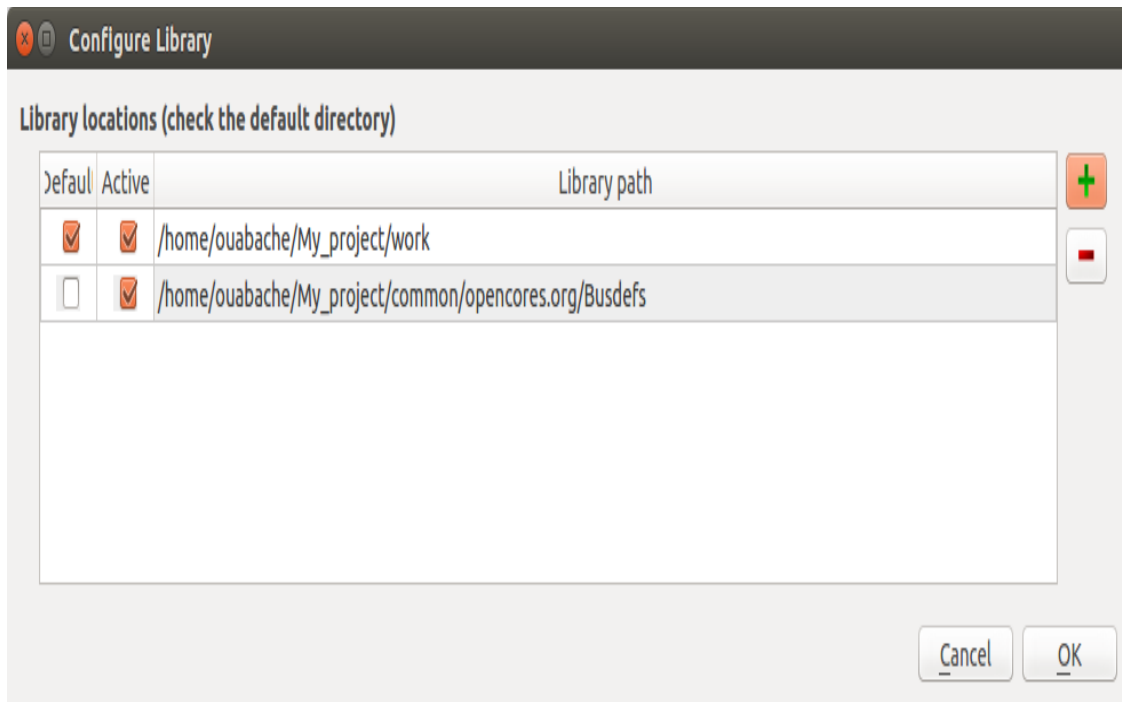 Configure Library
Library locations (check the default directory)
Defaul Active Library path
/home/ouabache/My_project/work
/home/ouabache/My_project/common/opencores.org/Busdefs
Cancel OK